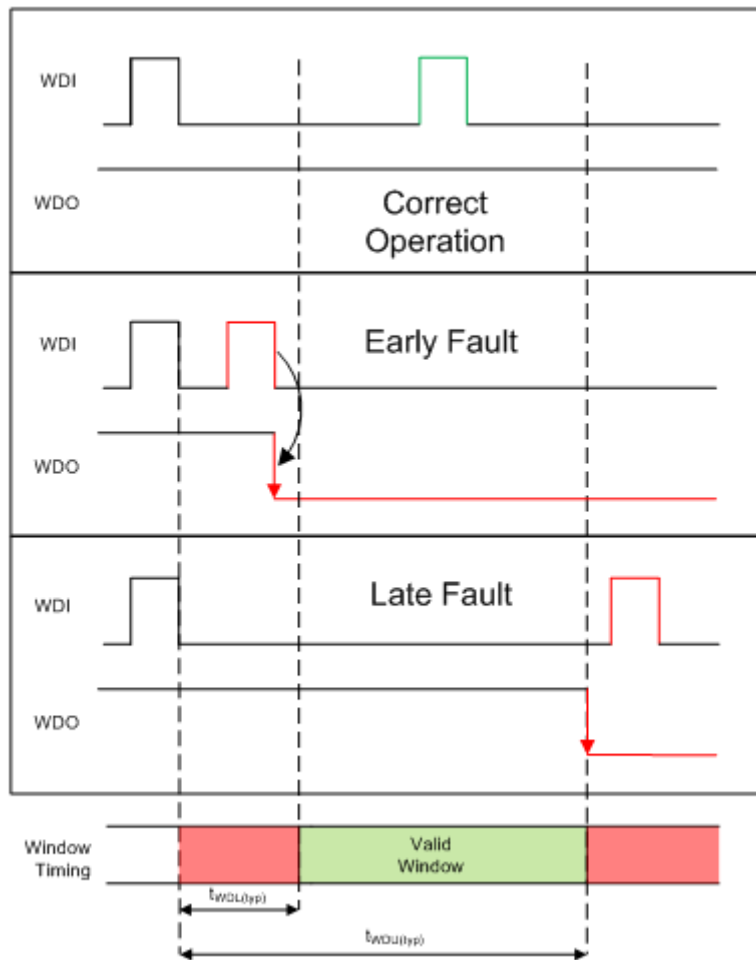 WDI
WDO
Correct
Operation
WDI
Early Fault
WDO
WDI
Late Fault
WDO
Window
Timing
Valid
Window
tWDL(typ)
tWDU(typ)